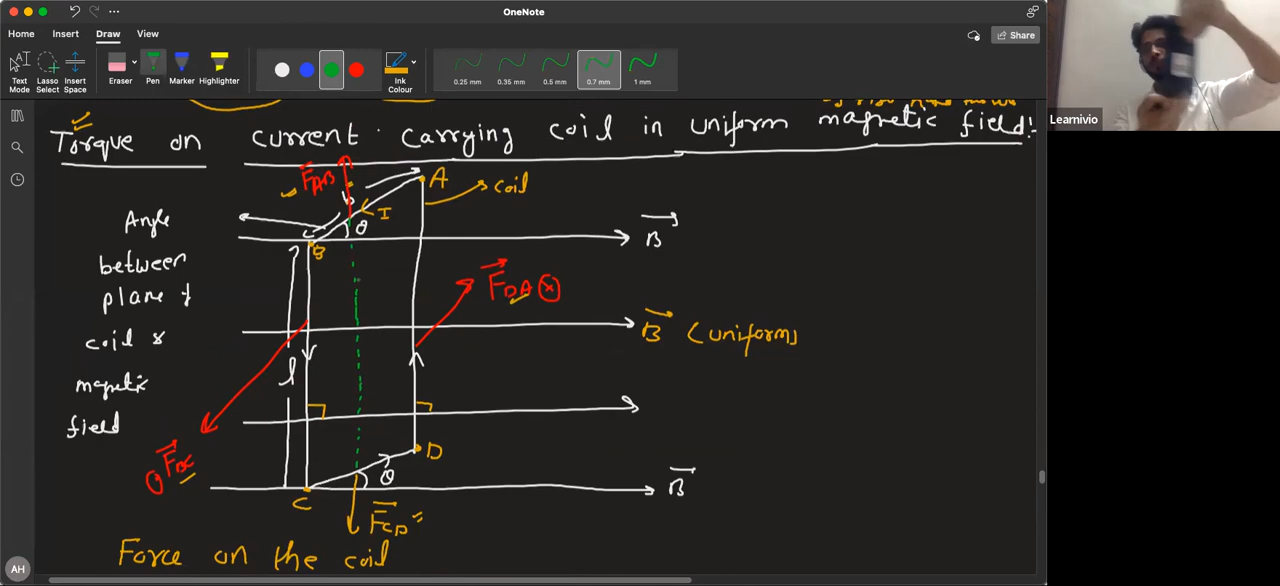 OneNote
Home Insert Draw View
Share
Text Mode
Lasso Select
Insert Space
Eraser
Pen
Marker
Highlighter
Ink Colour
0.25 mm
0.35 mm
0.5 mm
0.7 mm
1 mm
Learnivio
Torque on current carrying coil in uniform magnetic field!
F_AB
A
coil
I
θ
B
B
Angle between plane of coil & magnetic field
F_DA ⊗
B (uniform)
l
F_BC
D
θ
B
C
F_CD =
Force on the coil
AH